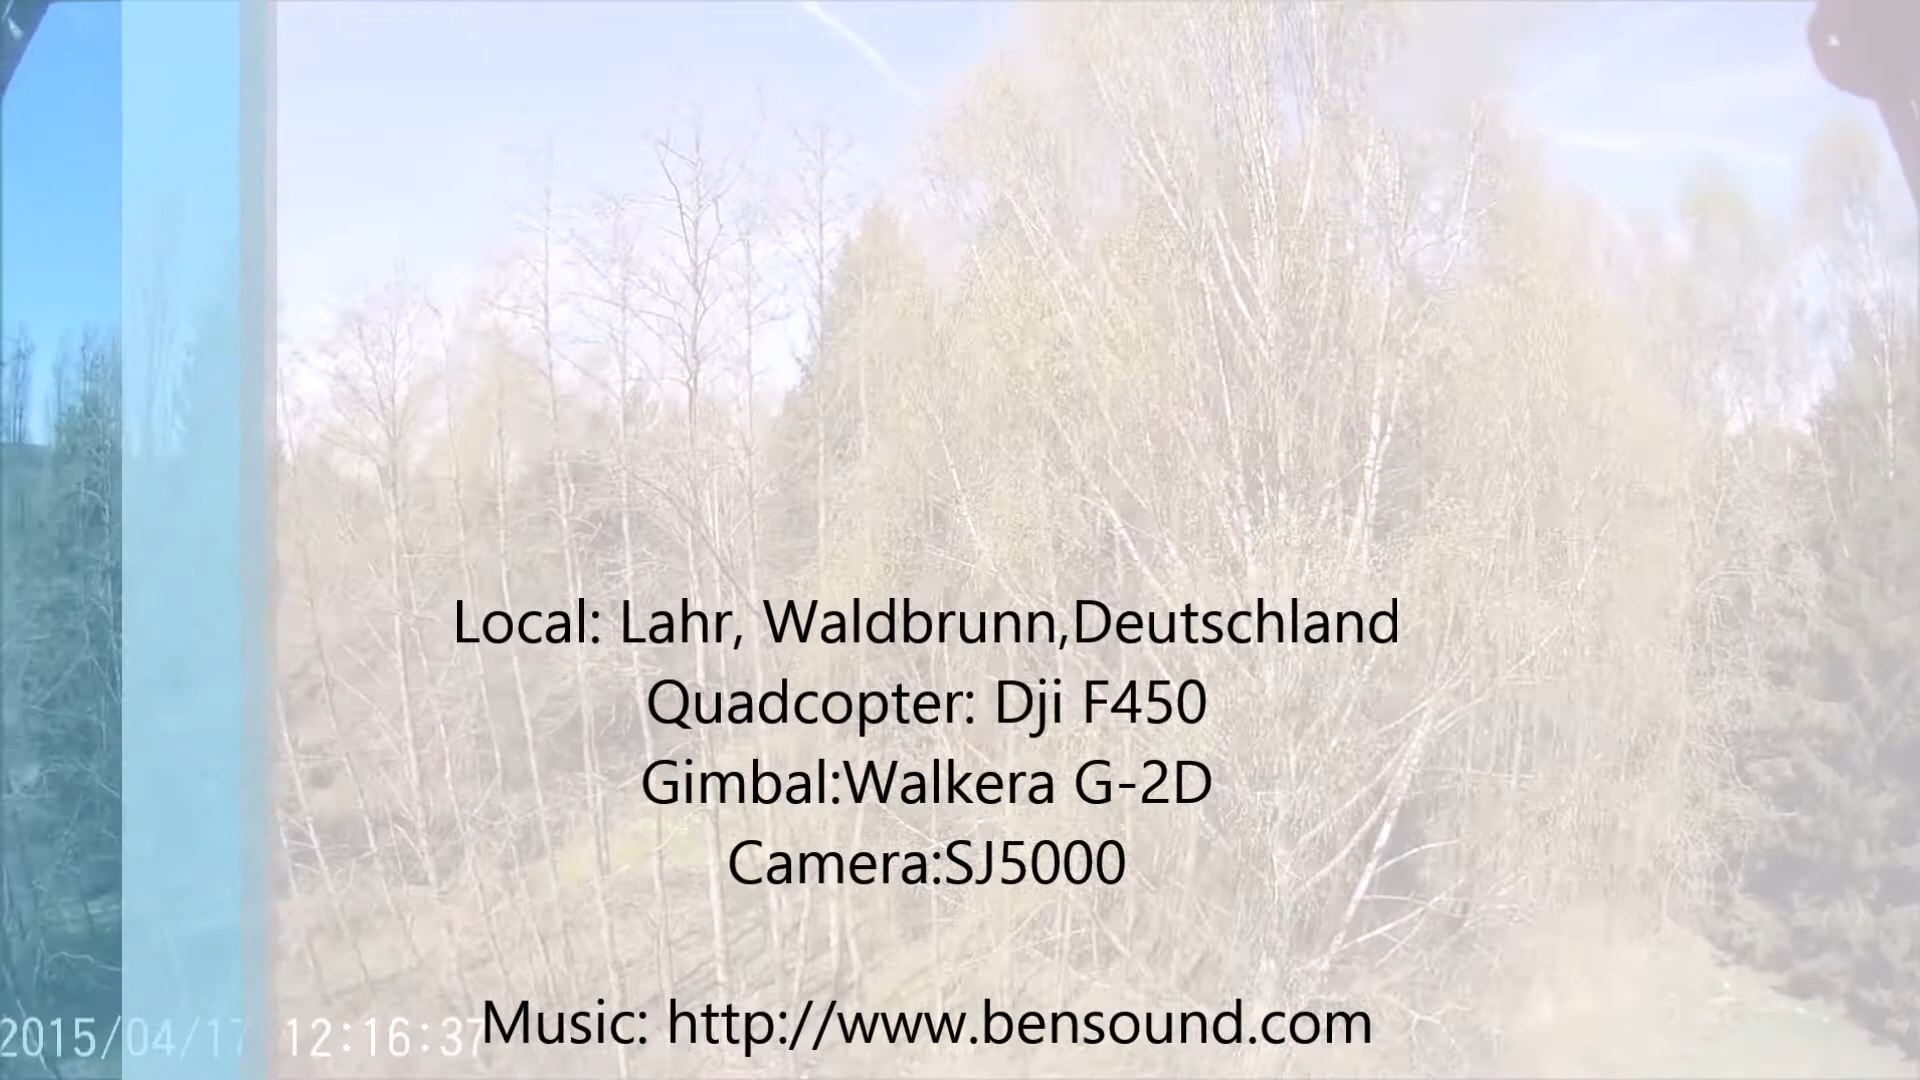 Local: Lahr, Waldbrunn,Deutschland
Quadcopter: Dji F450
Gimbal:Walkera G-2D
Camera:SJ5000
Music: http://www.bensound.com
2015/04/17 12:16:37